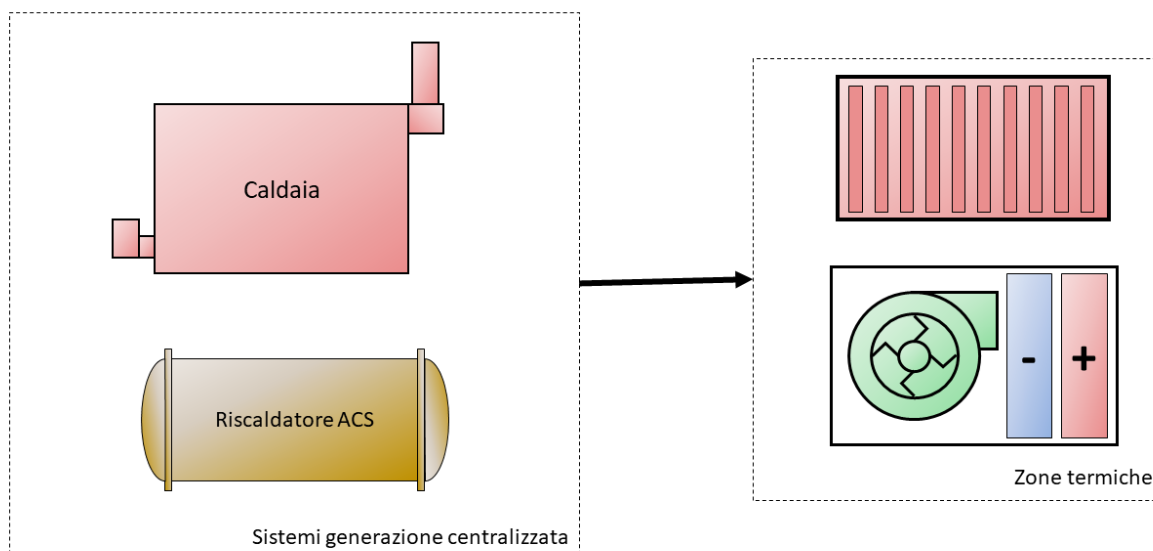 Caldaia
Riscaldatore ACS
Sistemi generazione centralizzata
-
+
Zone termiche